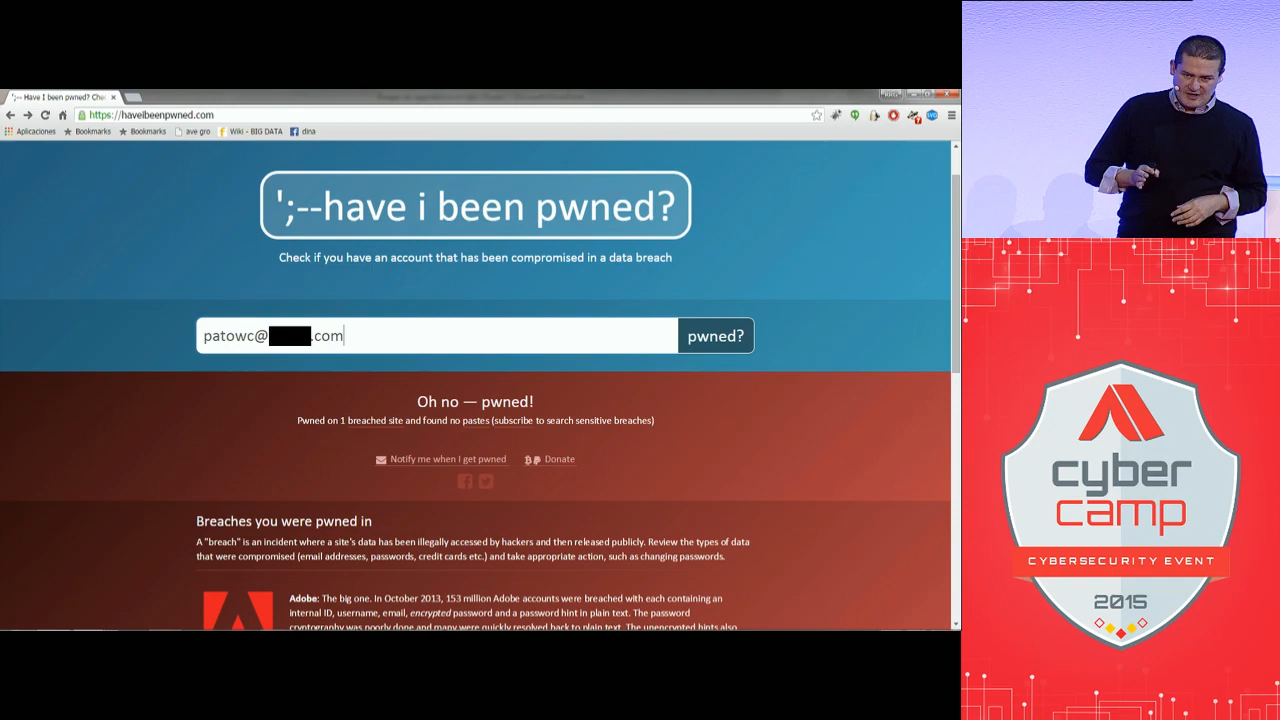 ';-- Have I been pwned? Che
https://haveibeenpwned.com
Aplicaciones Bookmarks Bookmarks ave gro Wiki - BIG DATA dina
';--have i been pwned?
Check if you have an account that has been compromised in a data breach
patowc@ .com
pwned?
Oh no — pwned!
Pwned on 1 breached site and found no pastes (subscribe to search sensitive breaches)
Notify me when I get pwned Donate
Breaches you were pwned in
A "breach" is an incident where a site's data has been illegally accessed by hackers and then released publicly. Review the types of data
that were compromised (email addresses, passwords, credit cards etc.) and take appropriate action, such as changing passwords.
Adobe: The big one. In October 2013, 153 million Adobe accounts were breached with each containing an
internal ID, username, email, encrypted password and a password hint in plain text. The password
cryptography was poorly done and many were quickly resolved back to plain text. The unencrypted hints also
cyber
camp
CYBERSECURITY EVENT
2015